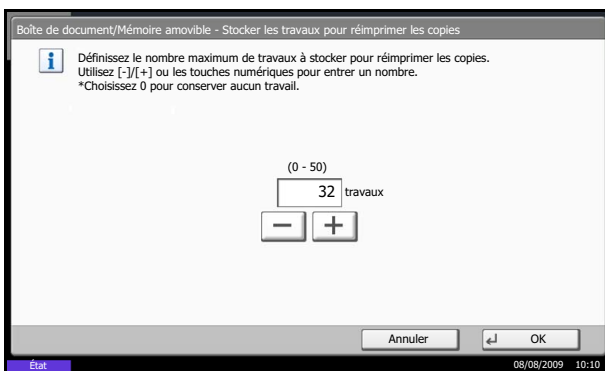 Boîte de document/Mémoire amovible - Stocker les travaux pour réimprimer les copies
Définissez le nombre maximum de travaux à stocker pour réimprimer les copies.
Utilisez [-]/[+] ou les touches numériques pour entrer un nombre.
*Choisissez 0 pour conserver aucun travail.
(0 - 50)
32 travaux
− +
Annuler OK
État 08/08/2009 10:10